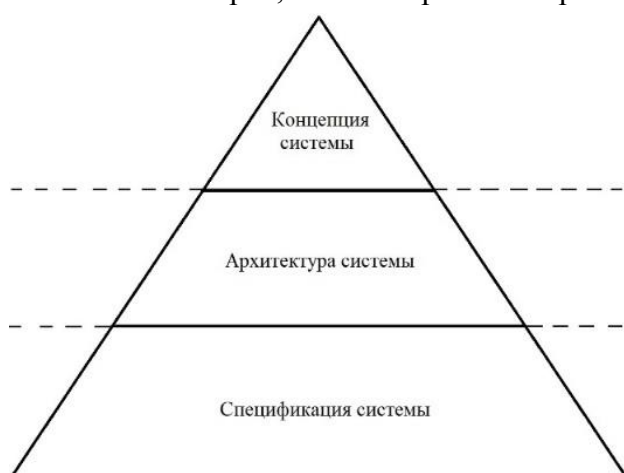 Концепция
системы
Архитектура системы
Спецификация системы